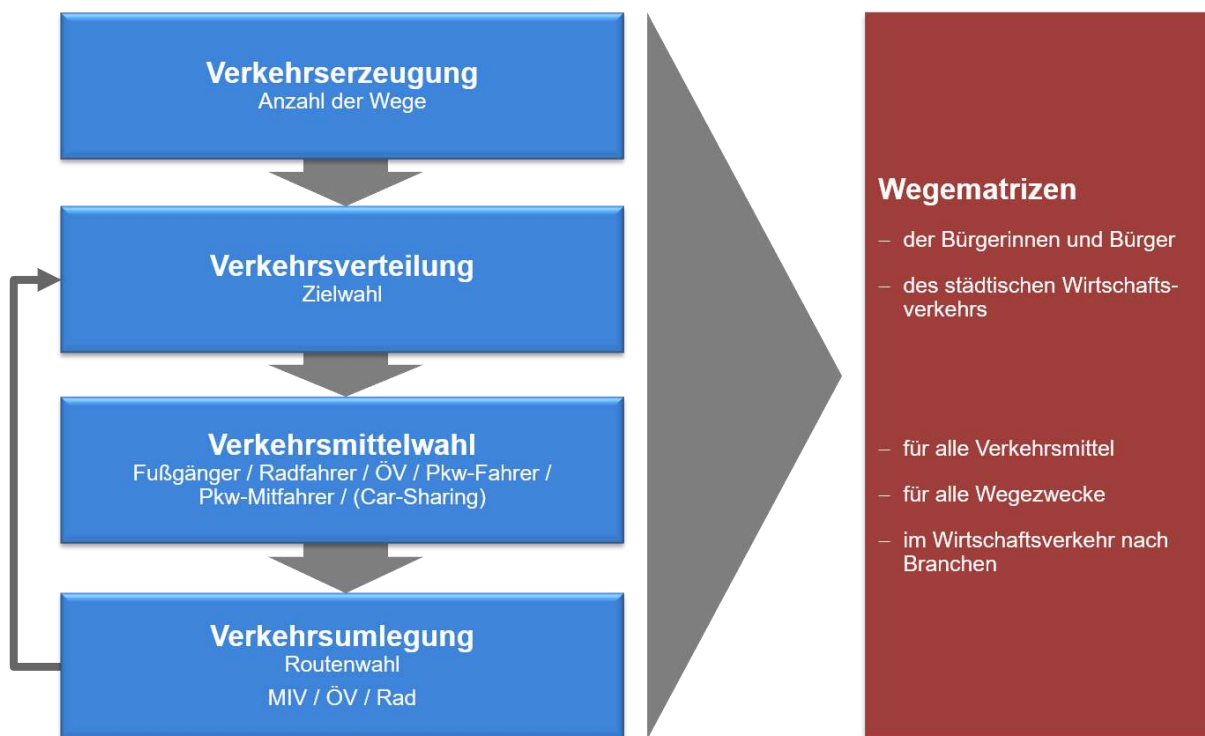 Verkehrserzeugung
Anzahl der Wege
Verkehrsverteilung
Zielwahl
Verkehrsmittelwahl
Fußgänger / Radfahrer / ÖV / Pkw-Fahrer /
Pkw-Mitfahrer / (Car-Sharing)
Verkehrsumlegung
Routenwahl
MIV / ÖV / Rad
Wegematrizen
– der Bürgerinnen und Bürger
– des städtischen Wirtschafts-
verkehrs
– für alle Verkehrsmittel
– für alle Wegezwecke
– im Wirtschaftsverkehr nach
Branchen